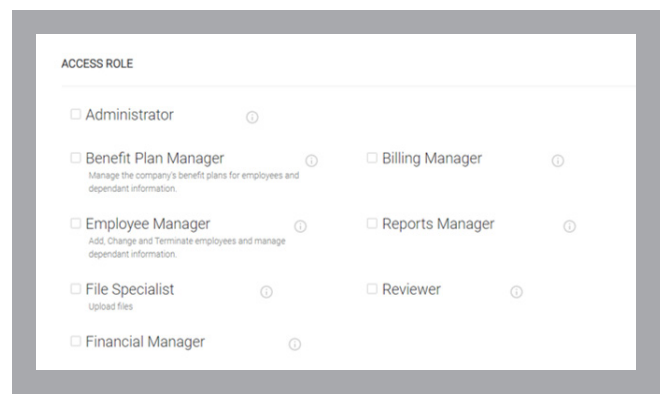 ACCESS ROLE
Administrator
Benefit Plan Manager
Manage the company's benefit plans for employees and
dependant information.
Billing Manager
Employee Manager
Add, Change and Terminate employees and manage
dependant information.
Reports Manager
File Specialist
Upload files
Reviewer
Financial Manager